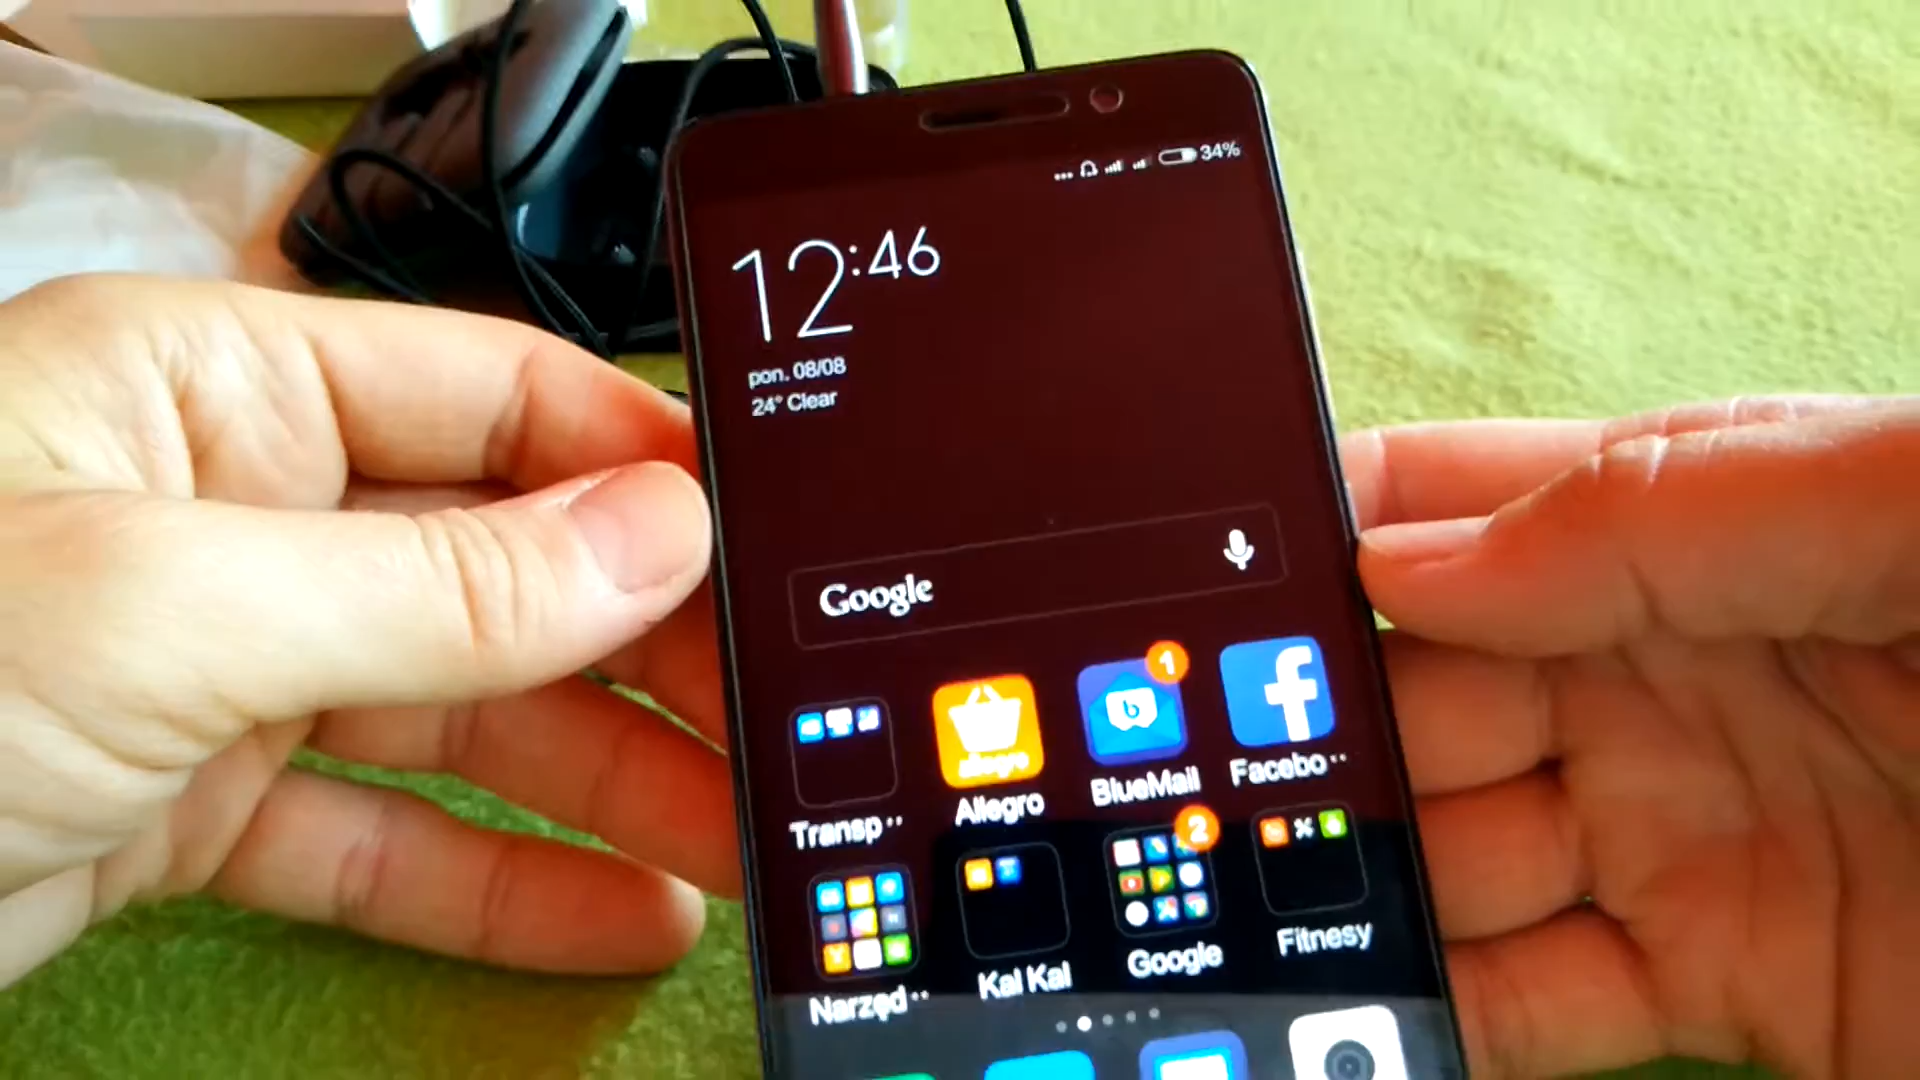 34%
12:46
pon. 08/08
24° Clear
Google
1
allegro
Transp··
Allegro
BlueMail
Facebo··
2
Narzęd··
Kal Kal
Google
Fitnesy